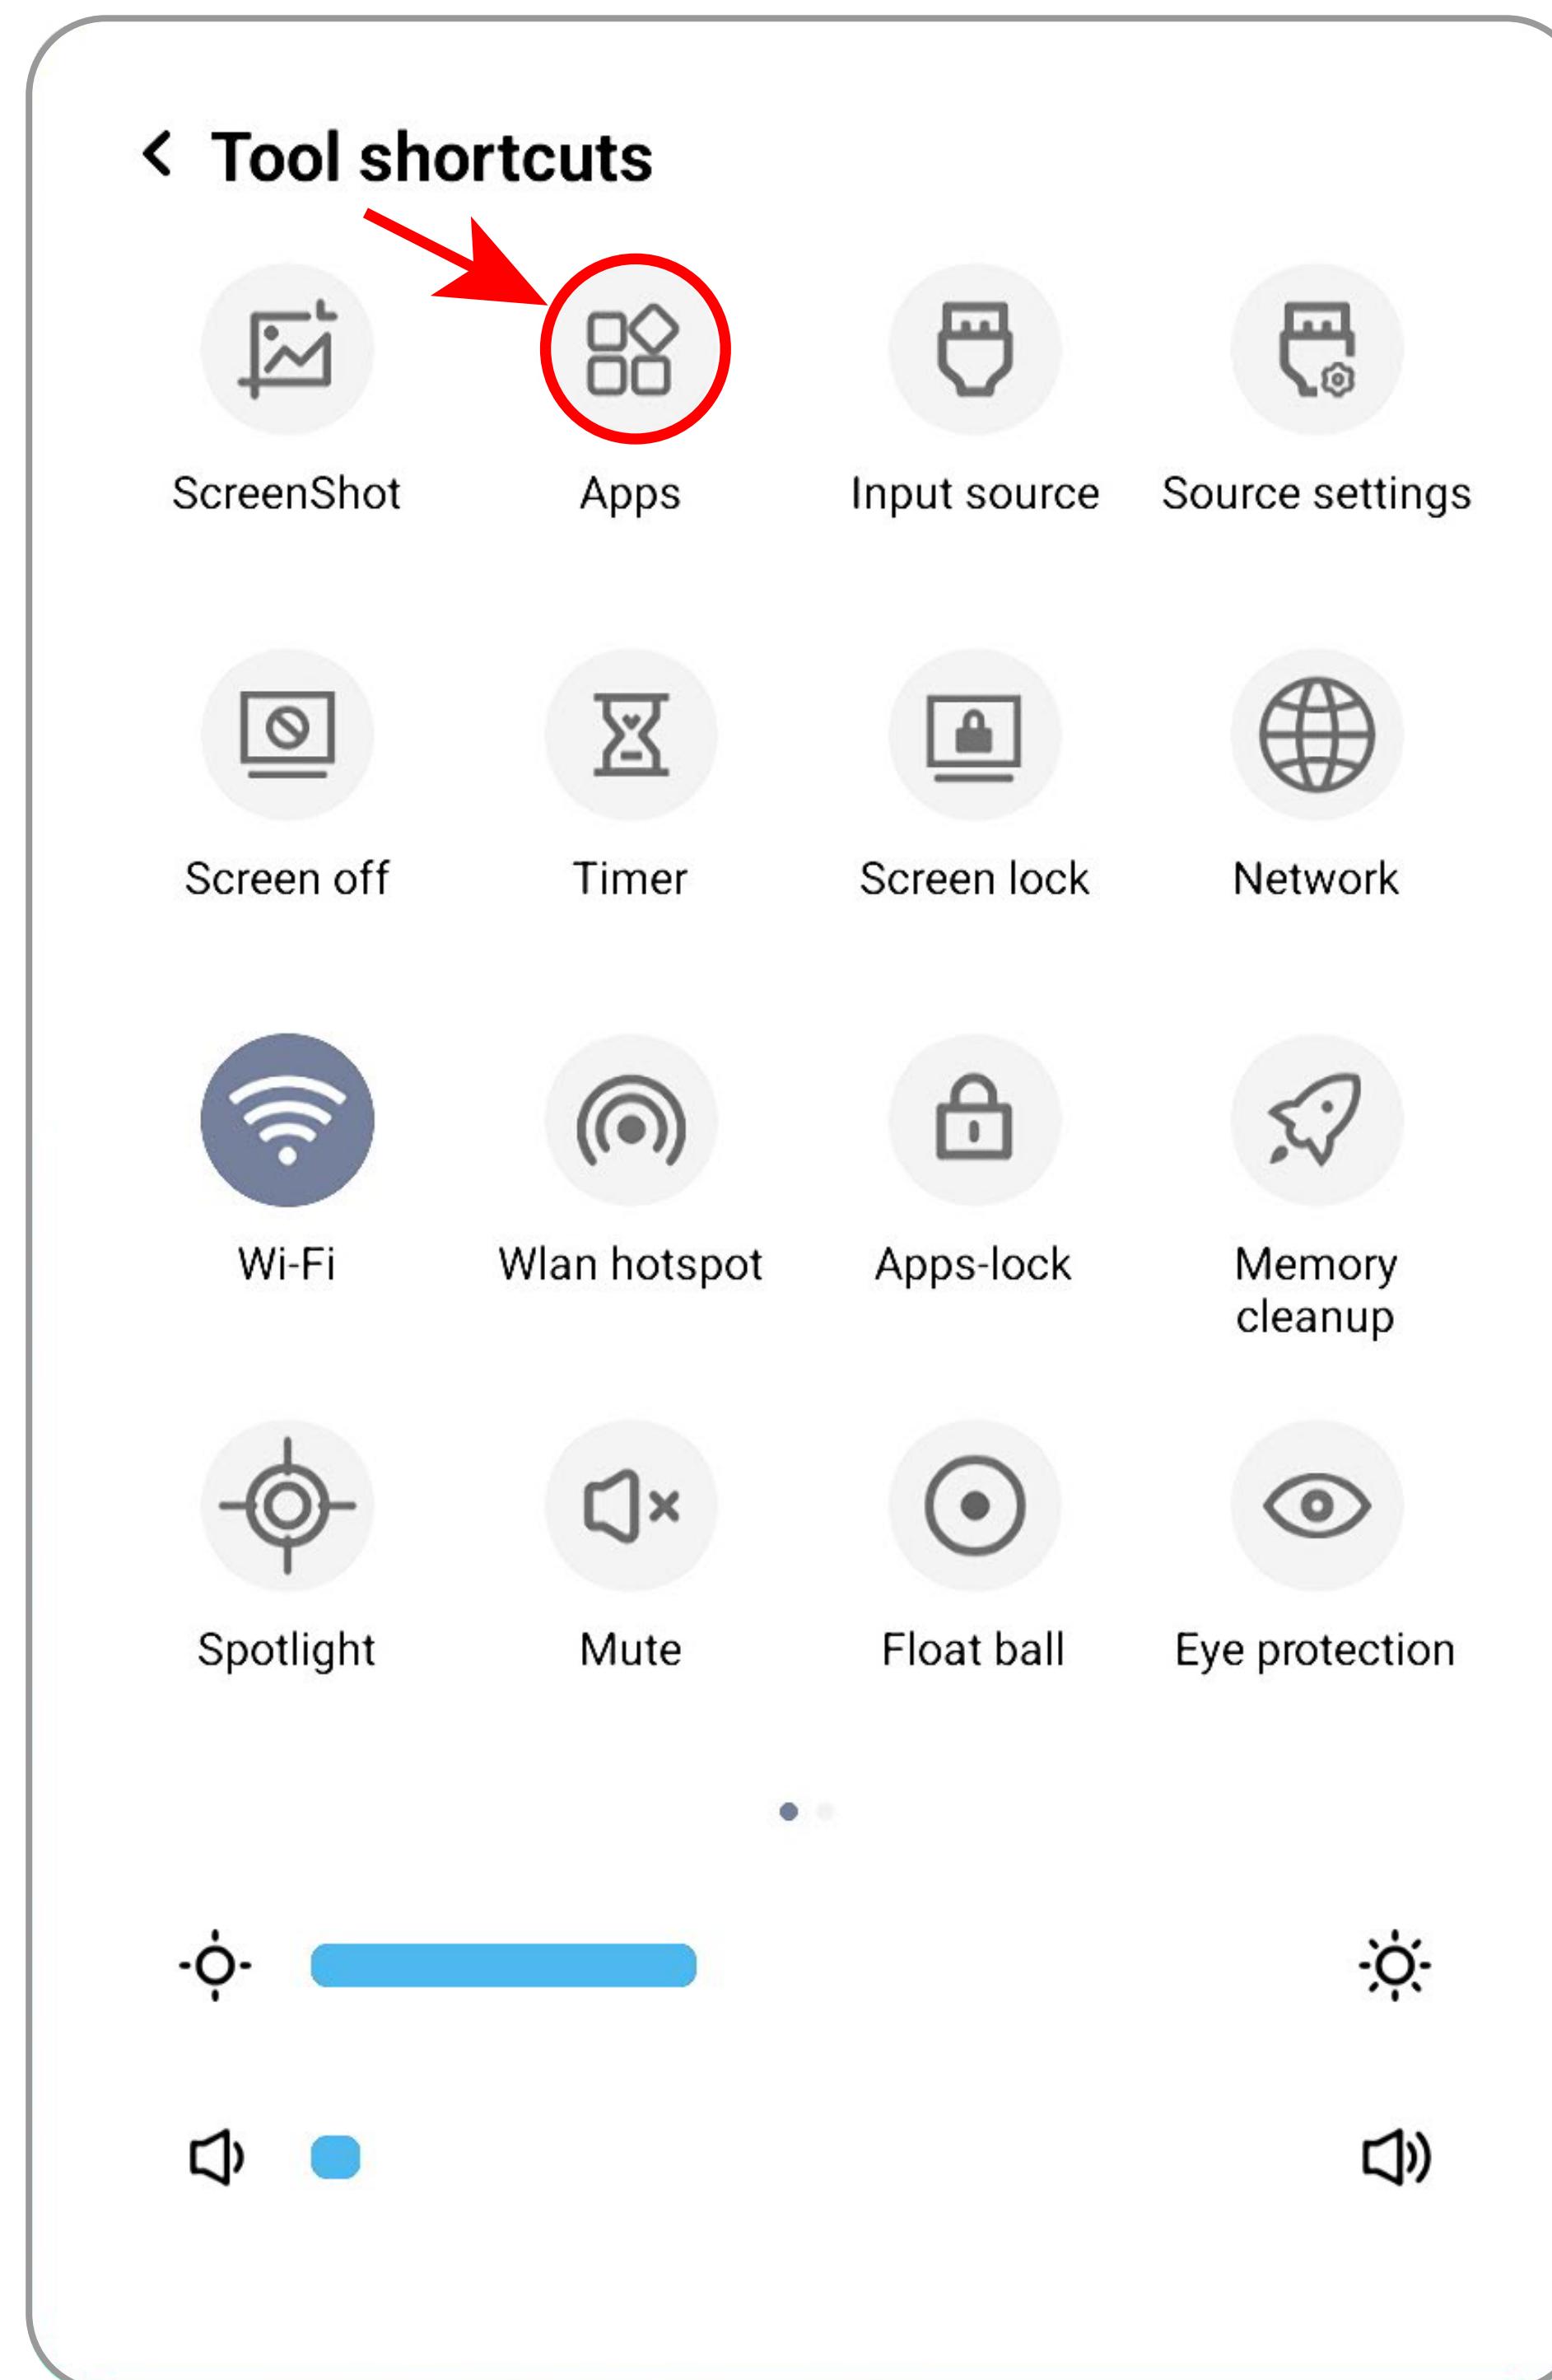 Tool shortcuts
ScreenShot
Apps
Input source
Source settings
Screen off
Timer
Screen lock
Network
Wi-Fi
Wlan hotspot
Apps-lock
Memory
cleanup
Spotlight
Mute
Float ball
Eye protection